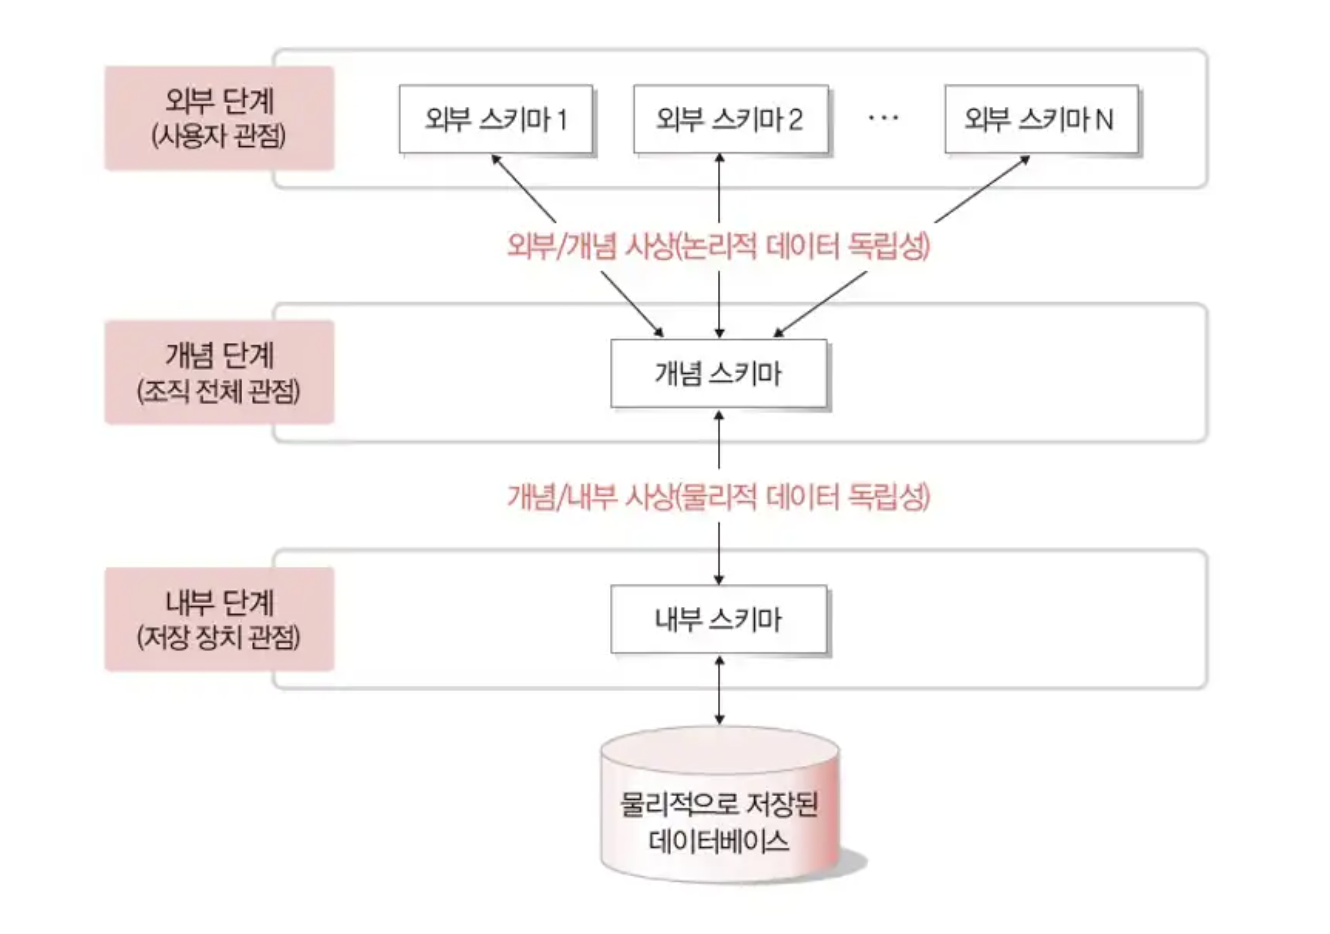 외부 단계
(사용자 관점)
외부 스키마 1
외부 스키마 2
...
외부 스키마 N
외부/개념 사상(논리적 데이터 독립성)
개념 단계
(조직 전체 관점)
개념 스키마
개념/내부 사상(물리적 데이터 독립성)
내부 단계
(저장 장치 관점)
내부 스키마
물리적으로 저장된
데이터베이스